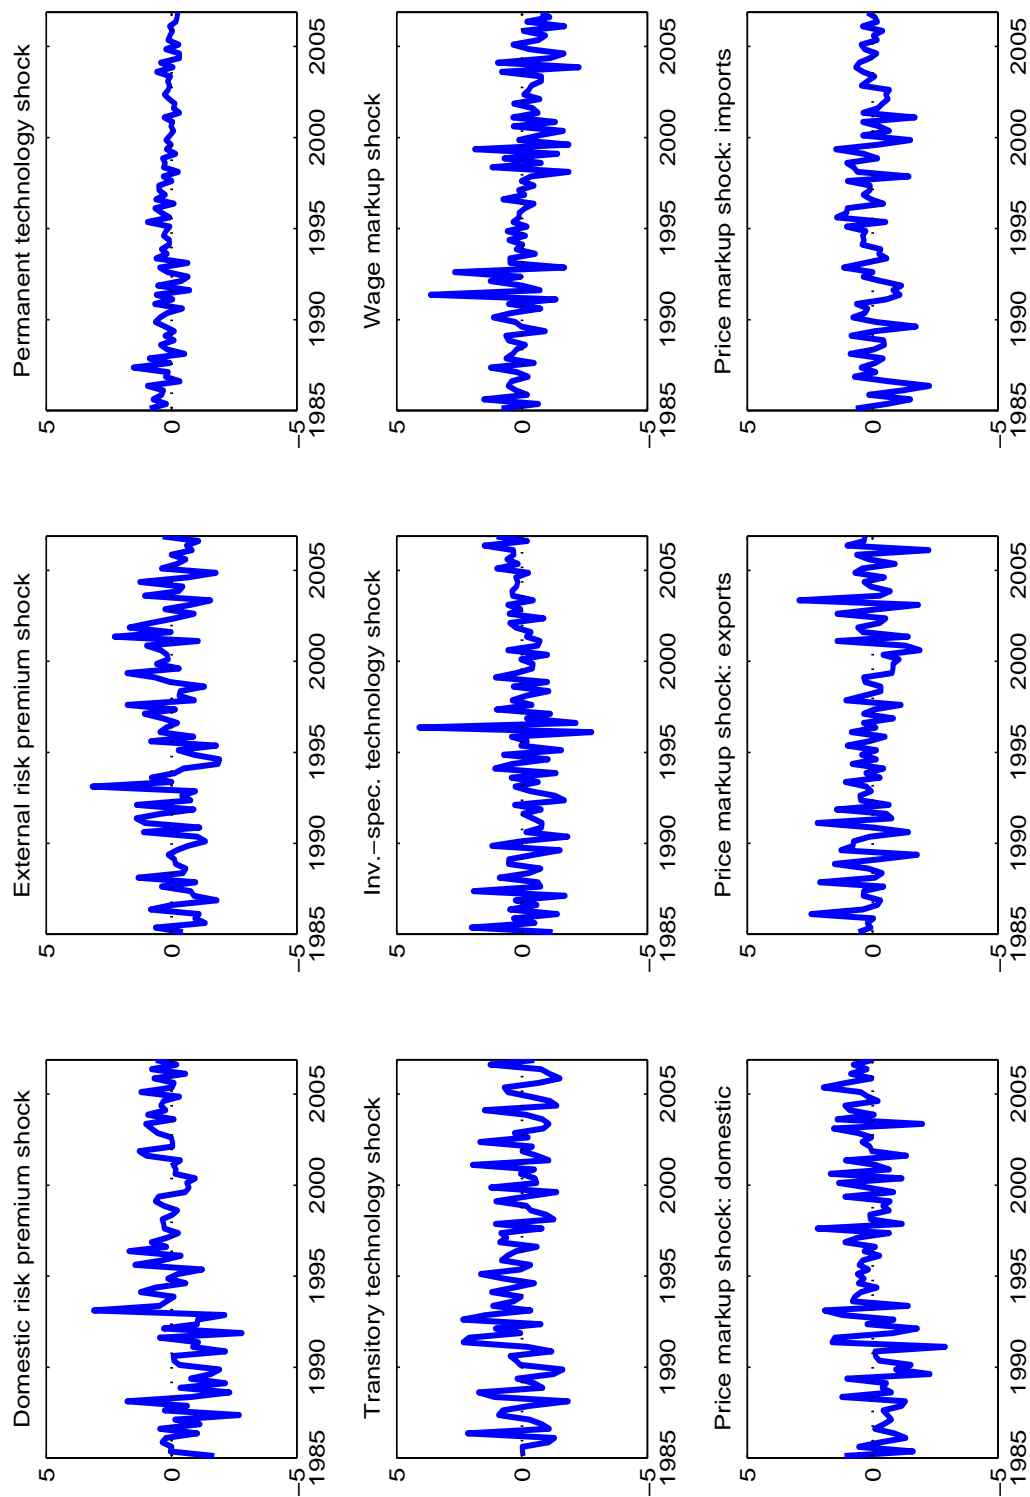 Domestic risk premium shock
5
0
−5
1985 1990 1995 2000 2005
External risk premium shock
5
0
−5
1985 1990 1995 2000 2005
Permanent technology shock
5
0
−5
1985 1990 1995 2000 2005
Transitory technology shock
5
0
−5
1985 1990 1995 2000 2005
Inv.−spec. technology shock
5
0
−5
1985 1990 1995 2000 2005
Wage markup shock
5
0
−5
1985 1990 1995 2000 2005
Price markup shock: domestic
5
0
−5
1985 1990 1995 2000 2005
Price markup shock: exports
5
0
−5
1985 1990 1995 2000 2005
Price markup shock: imports
5
0
−5
1985 1990 1995 2000 2005